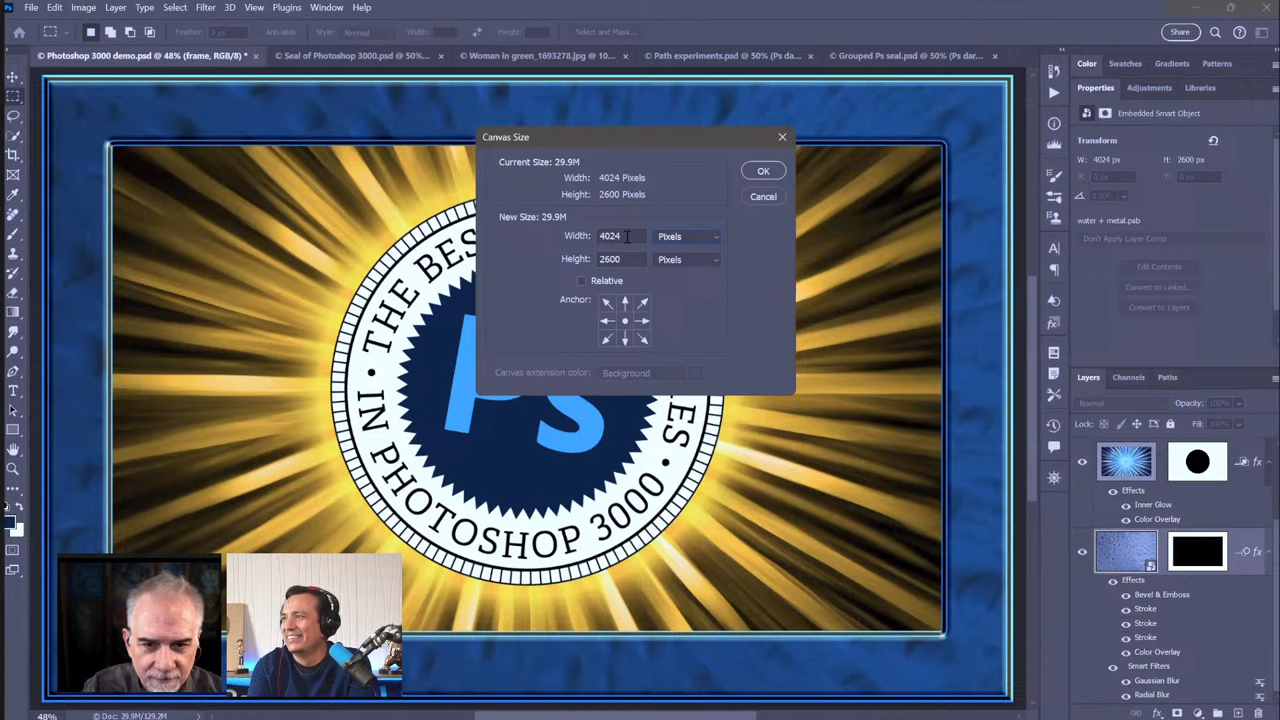 Ps File Edit Image Layer Type Select Filter 3D View Plugins Window Help
Feather: 0 px Anti-alias Style: Normal Width: Height: Select and Mask... Share
Photoshop 3000 demo.psd @ 48% (frame, RGB/8) * × Seal of Photoshop 3000.psd @ 50%... × Woman in green_1693278.jpg @ 10... × Path experiments.psd @ 50% (Ps da... × Grouped Ps seal.psd @ 50% (Ps dar... ×
Color Swatches Gradients Patterns
Properties Adjustments Libraries
Embedded Smart Object
Transform
W: 4024 px H: 2600 px
X: 0 px Y: 0 px
0.00°
water + metal.psb
Don't Apply Layer Comp
Edit Contents
Convert to Linked...
Convert to Layers
Canvas Size
Current Size: 29.9M
OK
Width: 4024 Pixels
Height: 2600 Pixels
Cancel
New Size: 29.9M
Width: 4024 Pixels
Height: 2600 Pixels
Relative
Anchor:
Canvas extension color: Background
• THE BES
Ps
ES •
IN PHOTOSHOP 3000
Layers Channels Paths
Normal Opacity: 100%
Lock: Fill: 100%
fx
Effects
Inner Glow
Color Overlay
fx
Effects
Bevel & Emboss
Stroke
Stroke
Stroke
Color Overlay
Smart Filters
Gaussian Blur
Radial Blur
48% Doc: 29.9M/129.2M